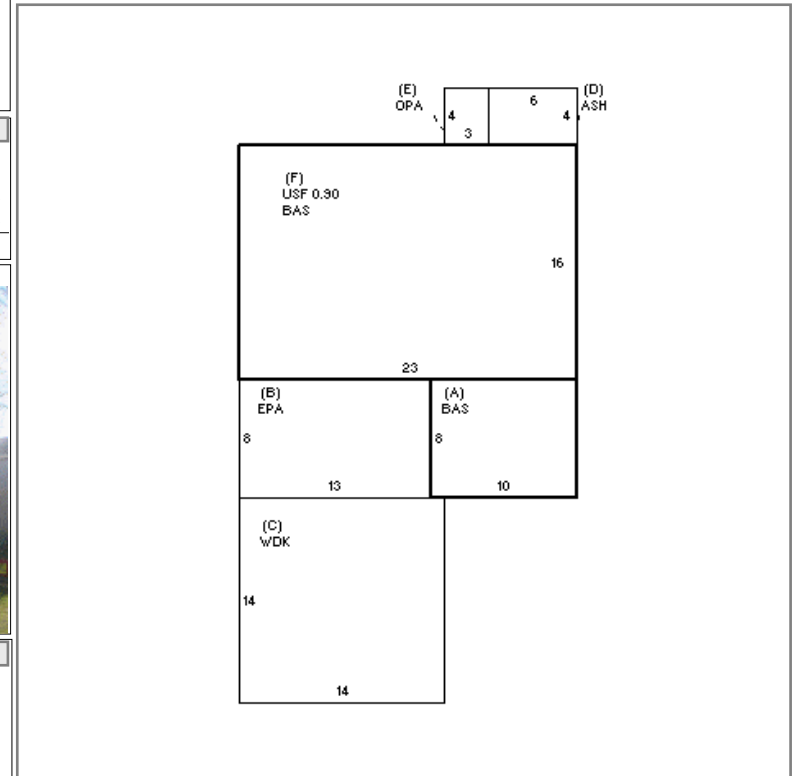 (E)
OPA
4
3
6
4
(D)
ASH
(F)
USF 0.90
BAS
16
23
(B)
EPA
8
13
(A)
BAS
8
10
(C)
WDK
14
14